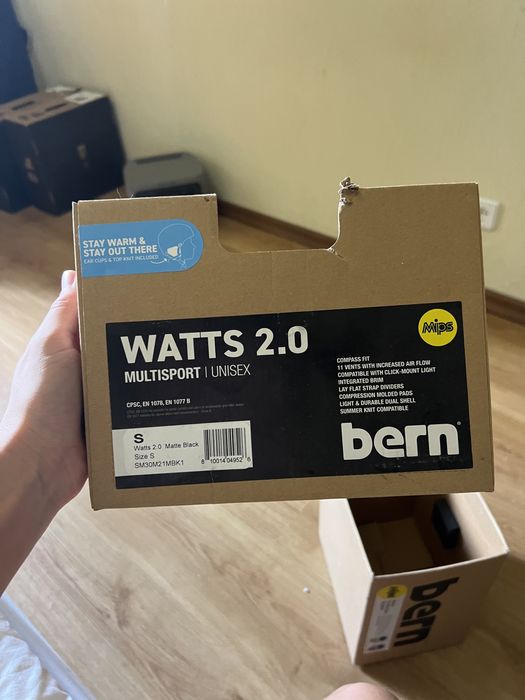 STAY WARM &
STAY OUT THERE
EAR CUPS & TOP KNIT INCLUDED
Mips
WATTS 2.0
MULTISPORT | UNISEX
COMPASS FIT
11 VENTS WITH INCREASED AIR FLOW
COMPATIBLE WITH CLICK-MOUNT LIGHT
INTEGRATED BRIM
LAY FLAT STRAP DIVIDERS
COMPRESSION MOLDED PADS
LIGHT & DURABLE DUAL SHELL
SUMMER KNIT COMPATIBLE
CPSC, EN 1078, EN 1077 B
bern
S
Watts 2.0 Matte Black
Size S
SM30M21MBK1
8 10014 04952 6
Mips
bern